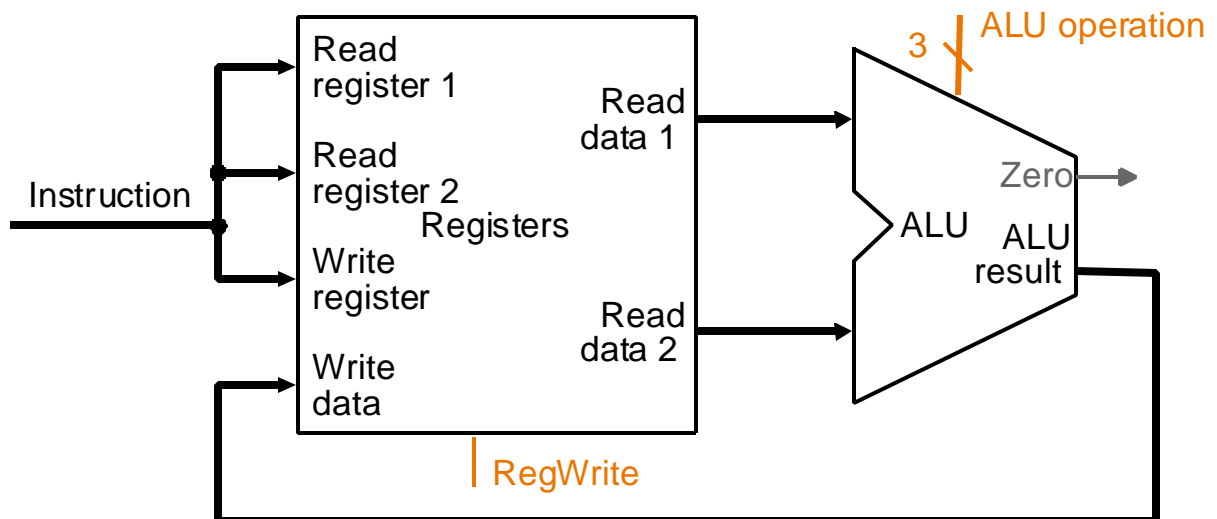 ALU operation
3
Read
register 1
Read
data 1
Read
register 2
Instruction
Registers
Zero
ALU
ALU
result
Write
register
Read
data 2
Write
data
RegWrite